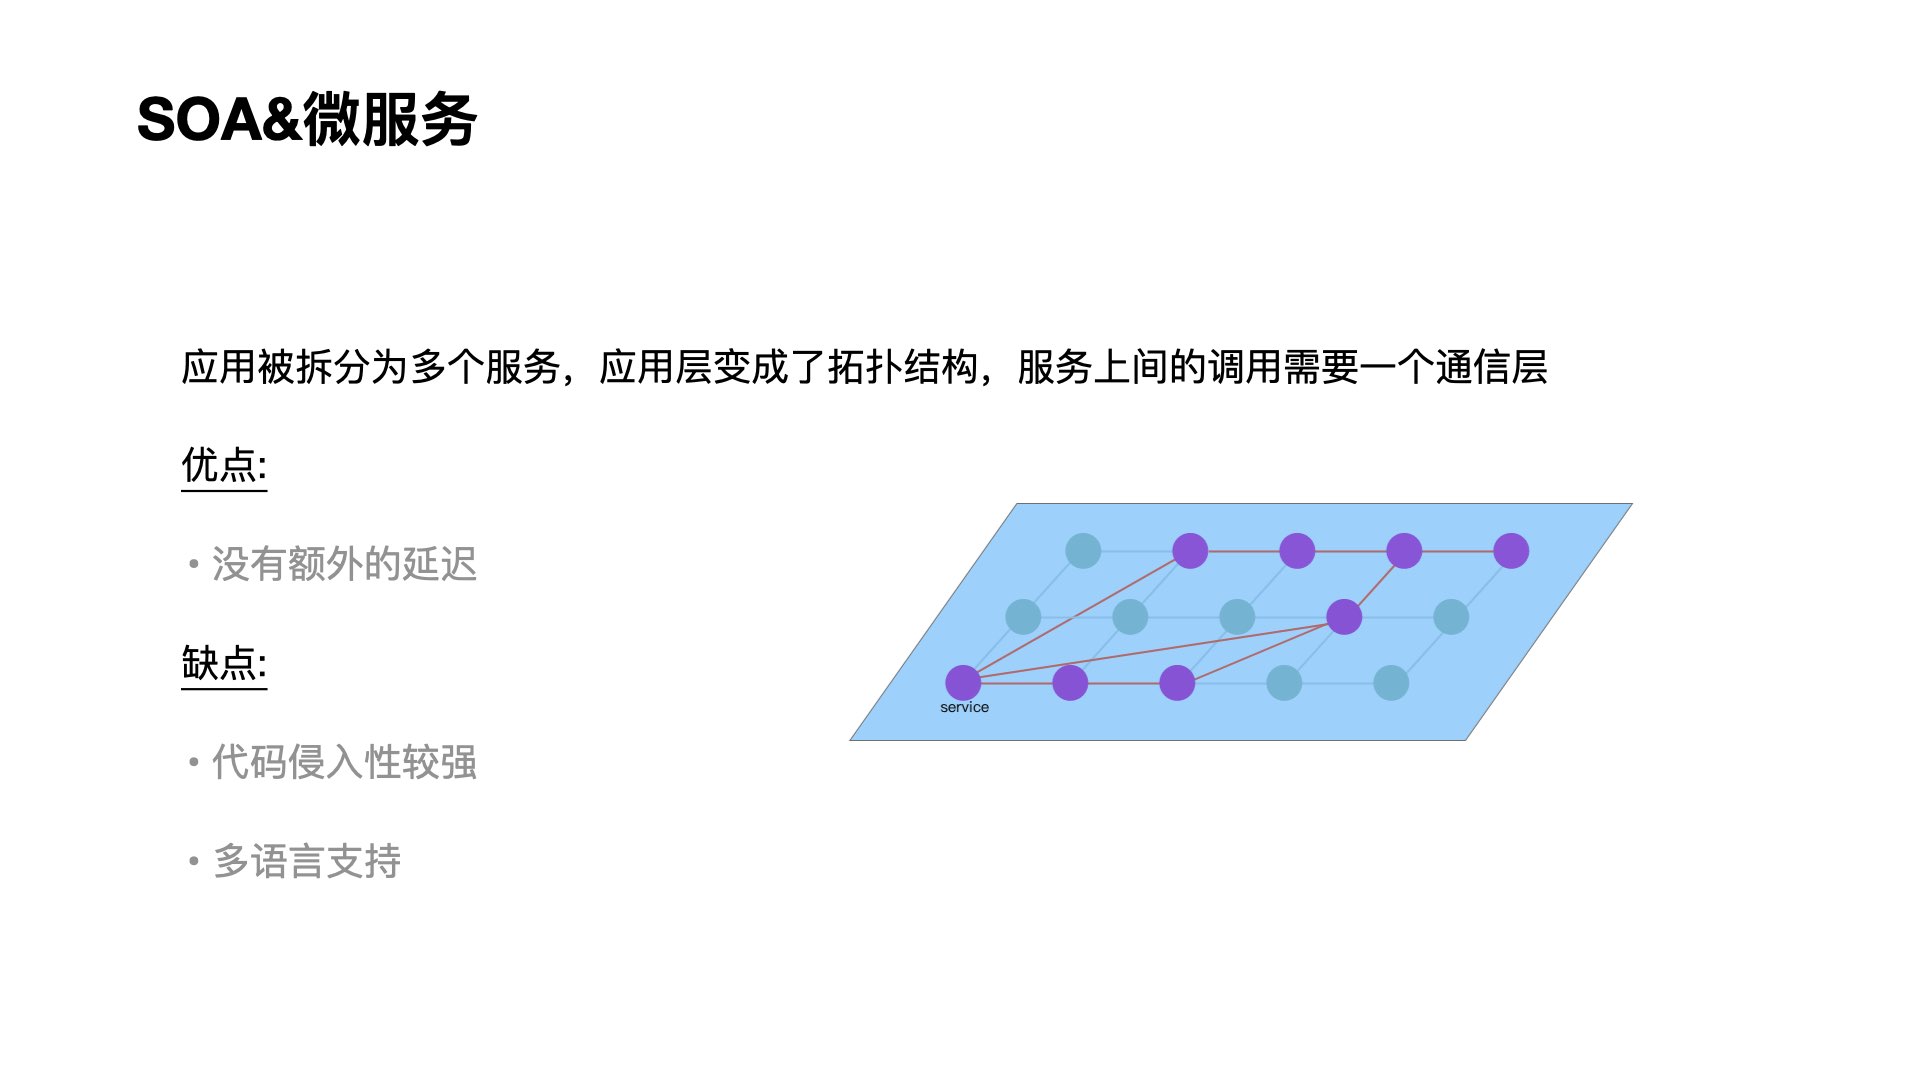 SOA&微服务
应用被拆分为多个服务，应用层变成了拓扑结构，服务上间的调用需要一个通信层
优点:
• 没有额外的延迟
缺点:
• 代码侵入性较强
• 多语言支持
service